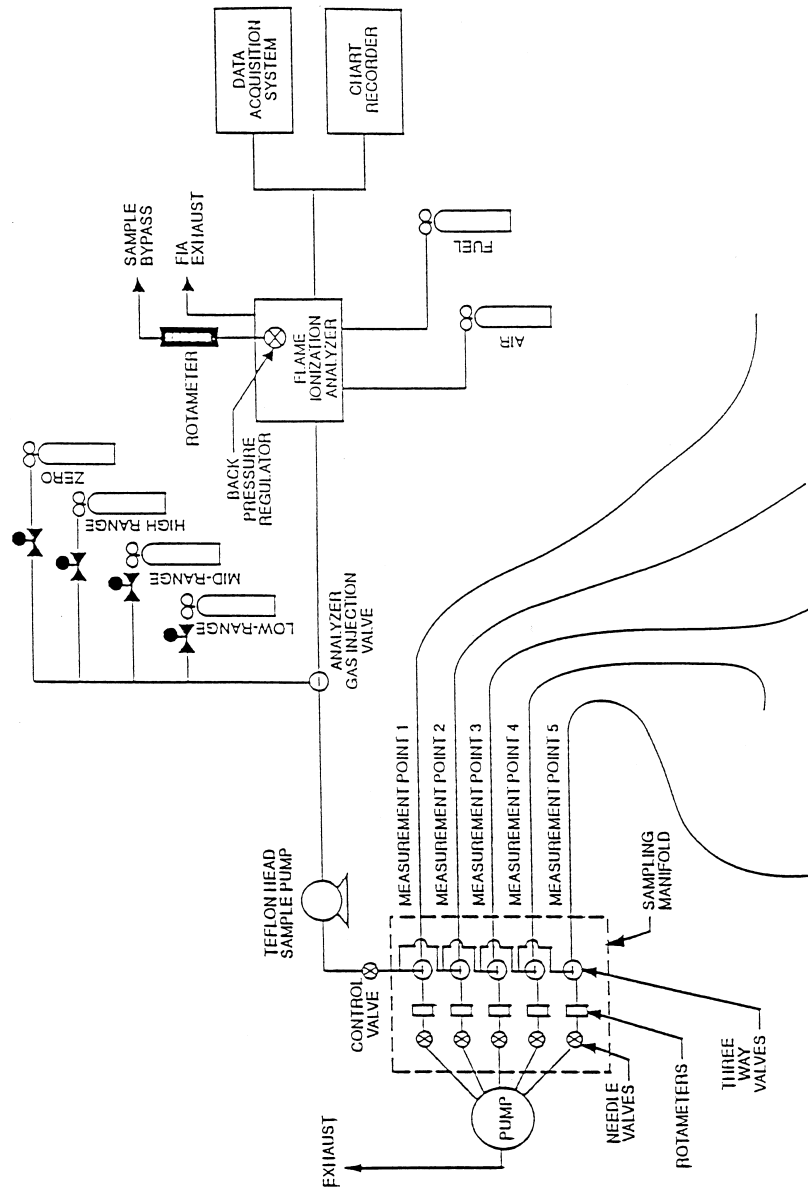 DATA
ACQUISITION
SYSTEM
CHART
RECORDER
SAMPLE
BYPASS
FIA
EXHAUST
ROTAMETER
FLAME
IONIZATION
ANALYZER
BACK
PRESSURE
REGULATOR
FUEL
AIR
ZERO
HIGH RANGE
MID-RANGE
LOW-RANGE
ANALYZER
GAS INJECTION
VALVE
TEFLON HEAD
SAMPLE PUMP
MEASUREMENT POINT 1
MEASUREMENT POINT 2
MEASUREMENT POINT 3
MEASUREMENT POINT 4
MEASUREMENT POINT 5
SAMPLING
MANIFOLD
CONTROL
VALVE
THREE
WAY
VALVES
ROTAMETERS
NEEDLE
VALVES
PUMP
EXHAUST